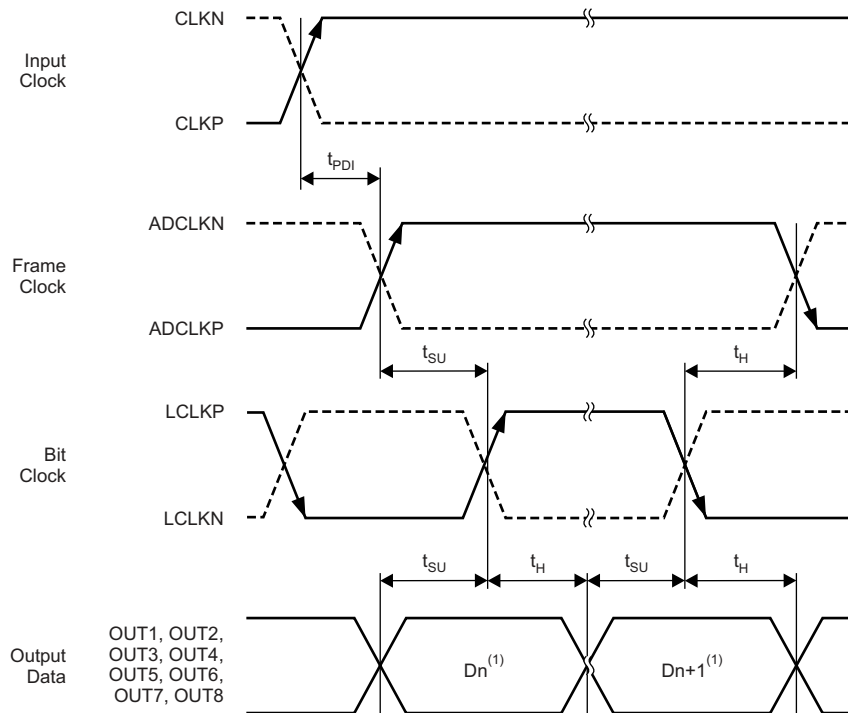 CLKN
Input
Clock
CLKP
tPDI
ADCLKN
Frame
Clock
ADCLKP
tSU
tH
LCLKP
Bit
Clock
LCLKN
tSU
tH
tSU
tH
Output
Data
OUT1, OUT2,
OUT3, OUT4,
OUT5, OUT6,
OUT7, OUT8
Dn(1)
Dn+1(1)